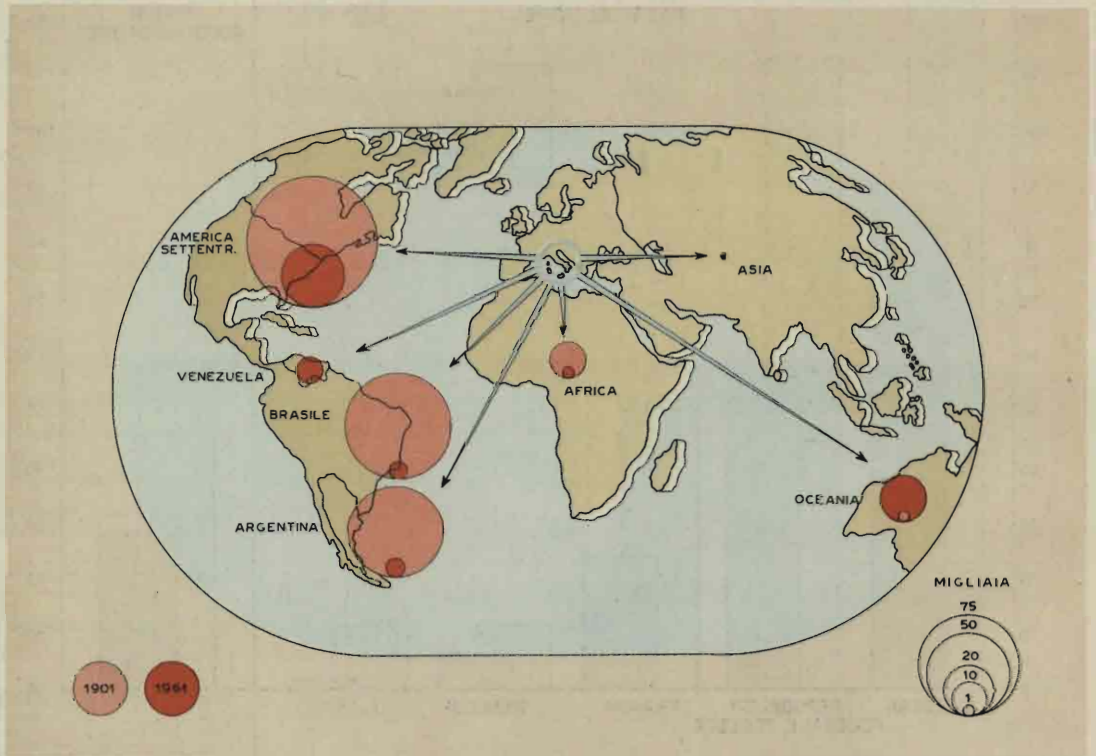 AMERICA
SETTENTR.
ASIA
VENEZUELA
AFRICA
BRASILE
OCEANIA
ARGENTINA
MIGLIAIA
75
50
20
10
1
1901
1961